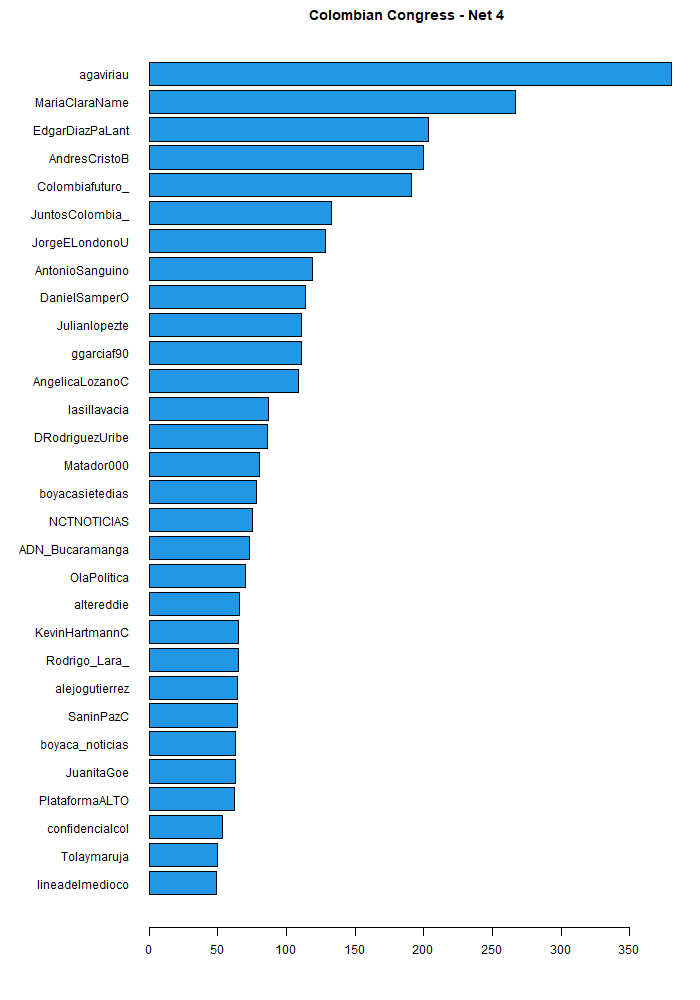 Colombian Congress - Net 4
agaviriau
MariaClaraName
EdgarDiazPaLant
AndresCristoB
Colombiafuturo_
JuntosColombia_
JorgeELondonoU
AntonioSanguino
DanielSamperO
Julianlopezte
ggarciaf90
AngelicaLozanoC
lasillavacia
DRodriguezUribe
Matador000
boyacasietedias
NCTNOTICIAS
ADN_Bucaramanga
OlaPolitica
altereddie
KevinHartmannC
Rodrigo_Lara_
alejogutierrez
SaninPazC
boyaca_noticias
JuanitaGoe
PlataformaALTO
confidencialcol
Tolaymaruja
lineadelmedioco
0 50 100 150 200 250 300 350